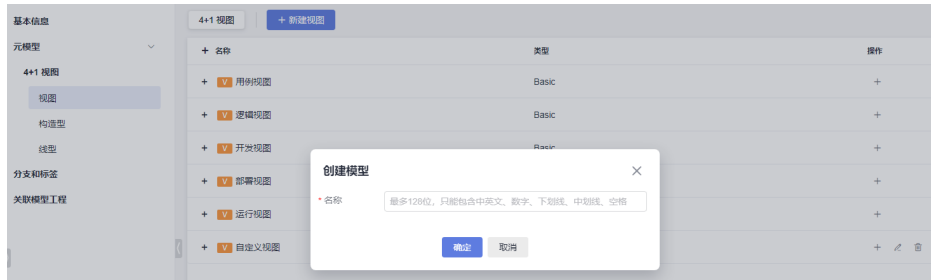 基本信息
元模型
4+1 视图
视图
构造型
线型
分支和标签
关联模型工程
4+1 视图 + 新建视图
+ 名称 类型 操作
+ V 用例视图 Basic +
+ V 逻辑视图 Basic +
+ V 开发视图 Basic +
+ V 部署视图 +
+ V 运行视图 +
+ V 自定义视图 +
创建模型
* 名称 最多128位，只能包含中英文、数字、下划线、中划线、空格
确定 取消